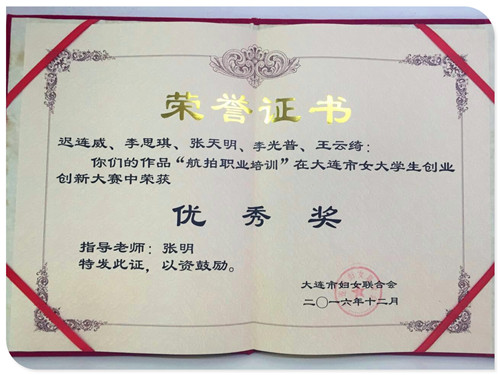 荣誉证书
迟连威、李思琪、张天明、李光普、王云绮：
你们的作品“航拍职业培训”在大连市女大学生创业
创新大赛中荣获
优秀奖
指导老师：张明
特发此证，以资鼓励。
大连市妇女联合会
二〇一六年十二月